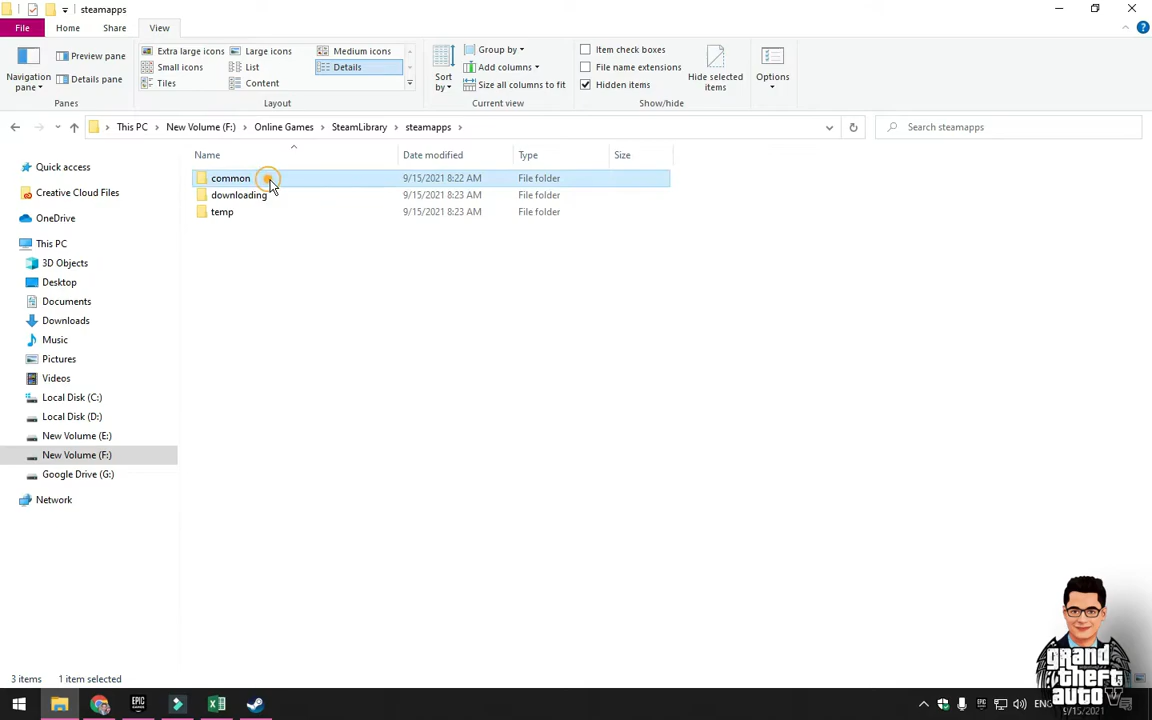 steamapps
File
Home
Share
View
Navigation pane
Preview pane
Details pane
Panes
Extra large icons
Large icons
Medium icons
Small icons
List
Details
Tiles
Content
Layout
Sort by
Group by
Add columns
Size all columns to fit
Current view
Item check boxes
File name extensions
Hidden items
Hide selected items
Show/hide
Options
This PC > New Volume (F:) > Online Games > SteamLibrary > steamapps >
Search steamapps
Name Date modified Type Size
common 9/15/2021 8:22 AM File folder
downloading 9/15/2021 8:23 AM File folder
temp 9/15/2021 8:23 AM File folder
Quick access
Creative Cloud Files
OneDrive
This PC
3D Objects
Desktop
Documents
Downloads
Music
Pictures
Videos
Local Disk (C:)
Local Disk (D:)
New Volume (E:)
New Volume (F:)
Google Drive (G:)
Network
3 items 1 item selected
grand
theft
auto V
EPIC
ENG
9/15/2021